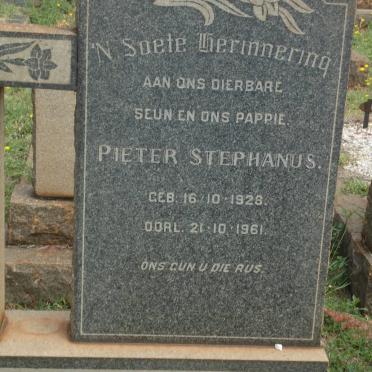 'N Soete Herinnering
AAN ONS DIERBARE
SEUN EN ONS PAPPIE.
PIETER STEPHANUS.
GEB. 16·10·1928.
OORL. 21·10·1961.
ONS GUN U DIE RUS.